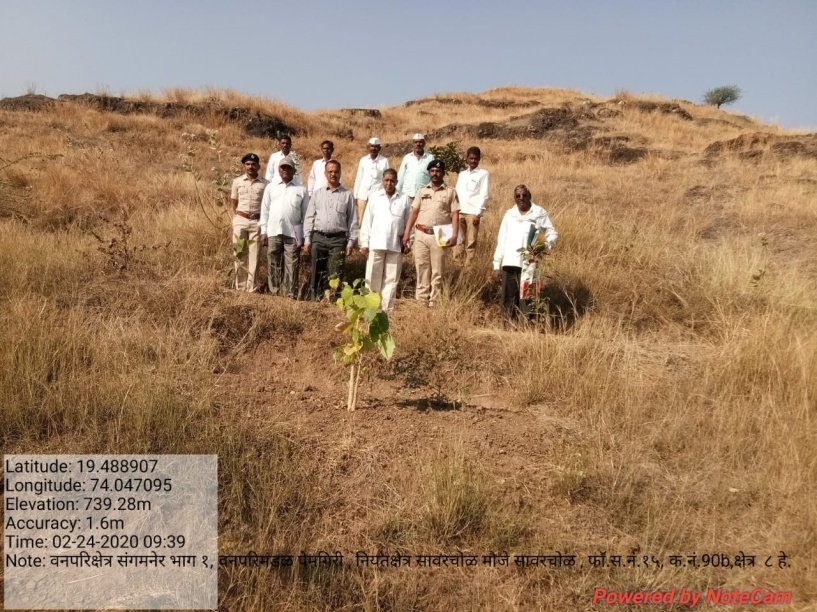 Latitude: 19.488907
Longitude: 74.047095
Elevation: 739.28m
Accuracy: 1.6m
Time: 02-24-2020 09:39
Note: वनपरिक्षेत्र संगमनेर भाग १, वनपरिमंडळ पेमगिरी , नियतक्षेत्र सावरचोळ मौजे सावरचोळ , फॉ.स.नं.१५, क.नं.90b,क्षेत्र ८ हे.
Powered by NoteCam